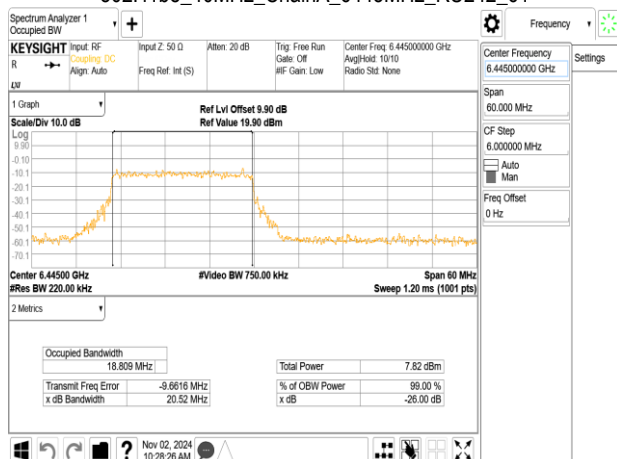 Spectrum Analyzer 1
Occupied BW
Frequency
KEYSIGHT
R
LXI
Input: RF
Coupling: DC
Align: Auto
Input Z: 50 Ω
Freq Ref: Int (S)
Atten: 20 dB
Trig: Free Run
Gate: Off
#IF Gain: Low
Center Freq: 6.445000000 GHz
Avg|Hold: 10/10
Radio Std: None
Center Frequency
6.445000000 GHz
Settings
Span
60.000 MHz
CF Step
6.000000 MHz
Auto
Man
Freq Offset
0 Hz
1 Graph
Scale/Div 10.0 dB
Ref Lvl Offset 9.90 dB
Ref Value 19.90 dBm
Log
9.90
-0.10
-10.1
-20.1
-30.1
-40.1
-50.1
-60.1
-70.1
Center 6.44500 GHz
#Res BW 220.00 kHz
#Video BW 750.00 kHz
Span 60 MHz
Sweep 1.20 ms (1001 pts)
2 Metrics
Occupied Bandwidth
18.809 MHz
Total Power 7.82 dBm
Transmit Freq Error -9.6616 MHz
% of OBW Power 99.00 %
x dB Bandwidth 20.52 MHz
x dB -26.00 dB
?
Nov 02, 2024
10:28:26 AM